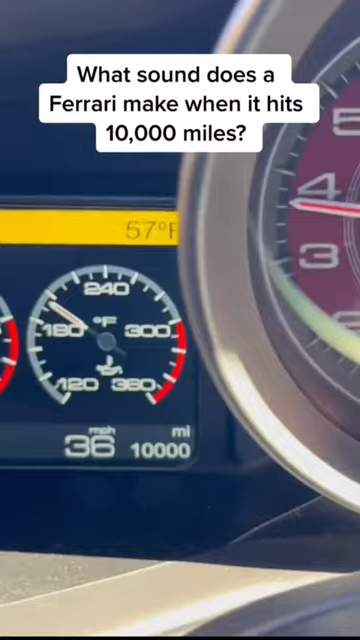 What sound does a
Ferrari make when it hits
10,000 miles?
57°F
5
4
3
240
180 °F 300
120 360
mph mi
36 10000